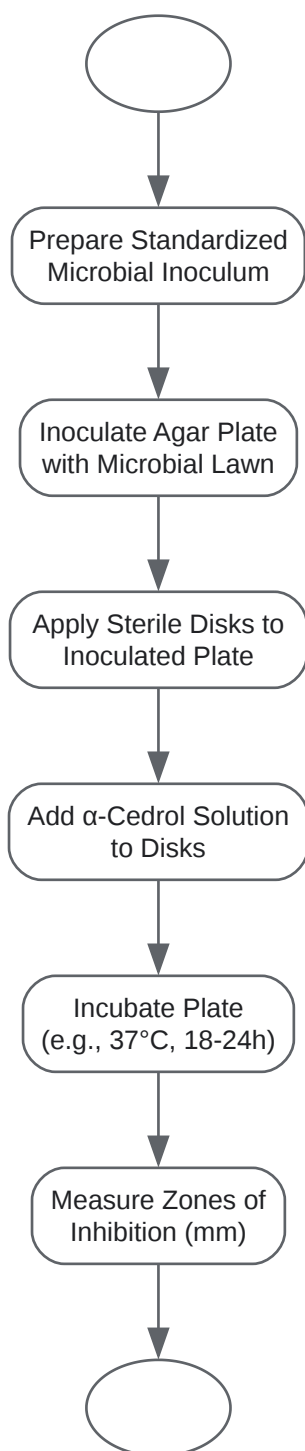 Prepare Standardized
Microbial Inoculum
Inoculate Agar Plate
with Microbial Lawn
Apply Sterile Disks to
Inoculated Plate
Add α-Cedrol Solution
to Disks
Incubate Plate
(e.g., 37°C, 18-24h)
Measure Zones of
Inhibition (mm)